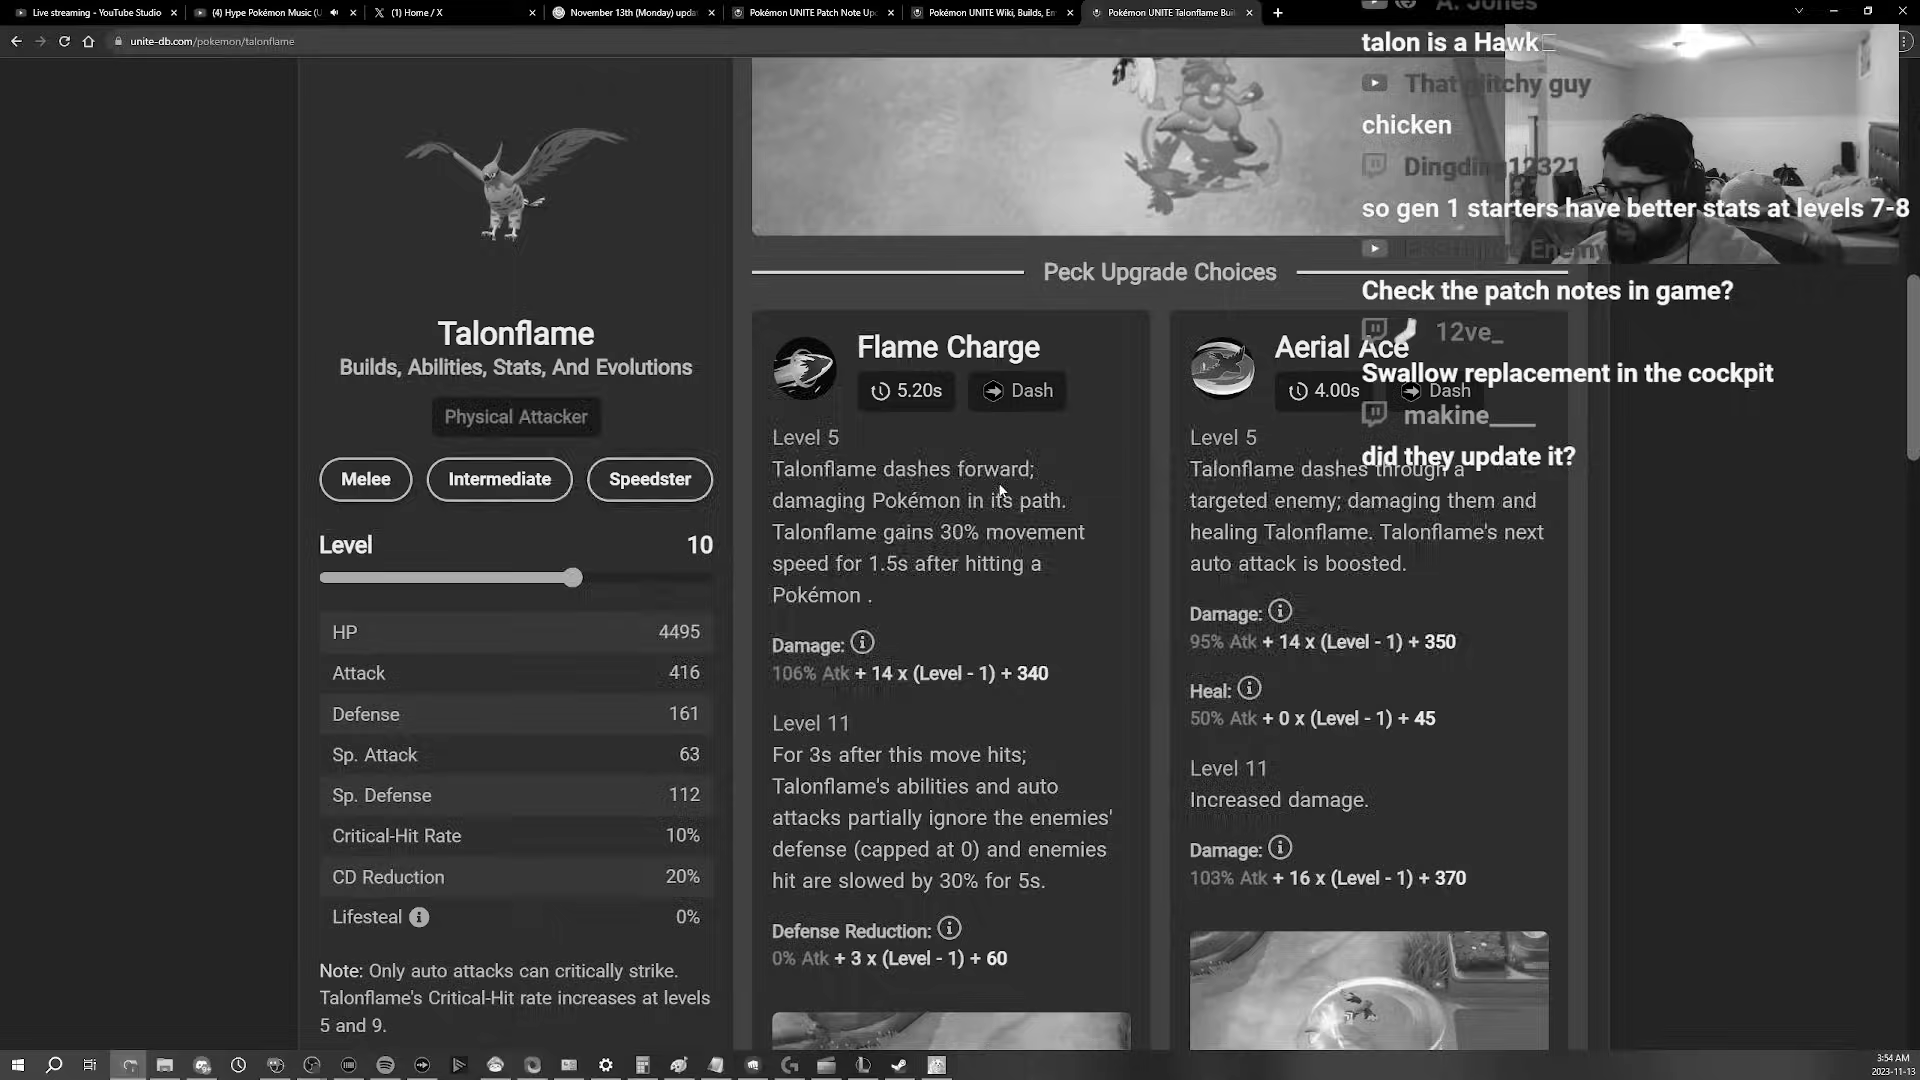 Live streaming - YouTube Studio
(4) Hype Pokémon Music (U
(1) Home / X
November 13th (Monday) upda
Pokémon UNITE Patch Note Up
Pokémon UNITE Wiki, Builds, En
Pokémon UNITE Talonflame Bui
unite-db.com/pokemon/talonflame
A. Jones
talon is a Hawk
That glitchy guy
chicken
Dingding12321
so gen 1 starters have better stats at levels 7-8
Enemy
Check the patch notes in game?
12ve_
Swallow replacement in the cockpit
makine____
did they update it?
Talonflame
Builds, Abilities, Stats, And Evolutions
Physical Attacker
Melee
Intermediate
Speedster
Level 10
HP 4495
Attack 416
Defense 161
Sp. Attack 63
Sp. Defense 112
Critical-Hit Rate 10%
CD Reduction 20%
Lifesteal 0%
Note: Only auto attacks can critically strike.
Talonflame's Critical-Hit rate increases at levels
5 and 9.
Peck Upgrade Choices
Flame Charge
5.20s
Dash
Level 5
Talonflame dashes forward;
damaging Pokémon in its path.
Talonflame gains 30% movement
speed for 1.5s after hitting a
Pokémon .
Damage:
106% Atk + 14 x (Level - 1) + 340
Level 11
For 3s after this move hits;
Talonflame's abilities and auto
attacks partially ignore the enemies'
defense (capped at 0) and enemies
hit are slowed by 30% for 5s.
Defense Reduction:
0% Atk + 3 x (Level - 1) + 60
Aerial Ace
4.00s
Dash
Level 5
Talonflame dashes through a
targeted enemy; damaging them and
healing Talonflame. Talonflame's next
auto attack is boosted.
Damage:
95% Atk + 14 x (Level - 1) + 350
Heal:
50% Atk + 0 x (Level - 1) + 45
Level 11
Increased damage.
Damage:
103% Atk + 16 x (Level - 1) + 370
3:54 AM
2023-11-13